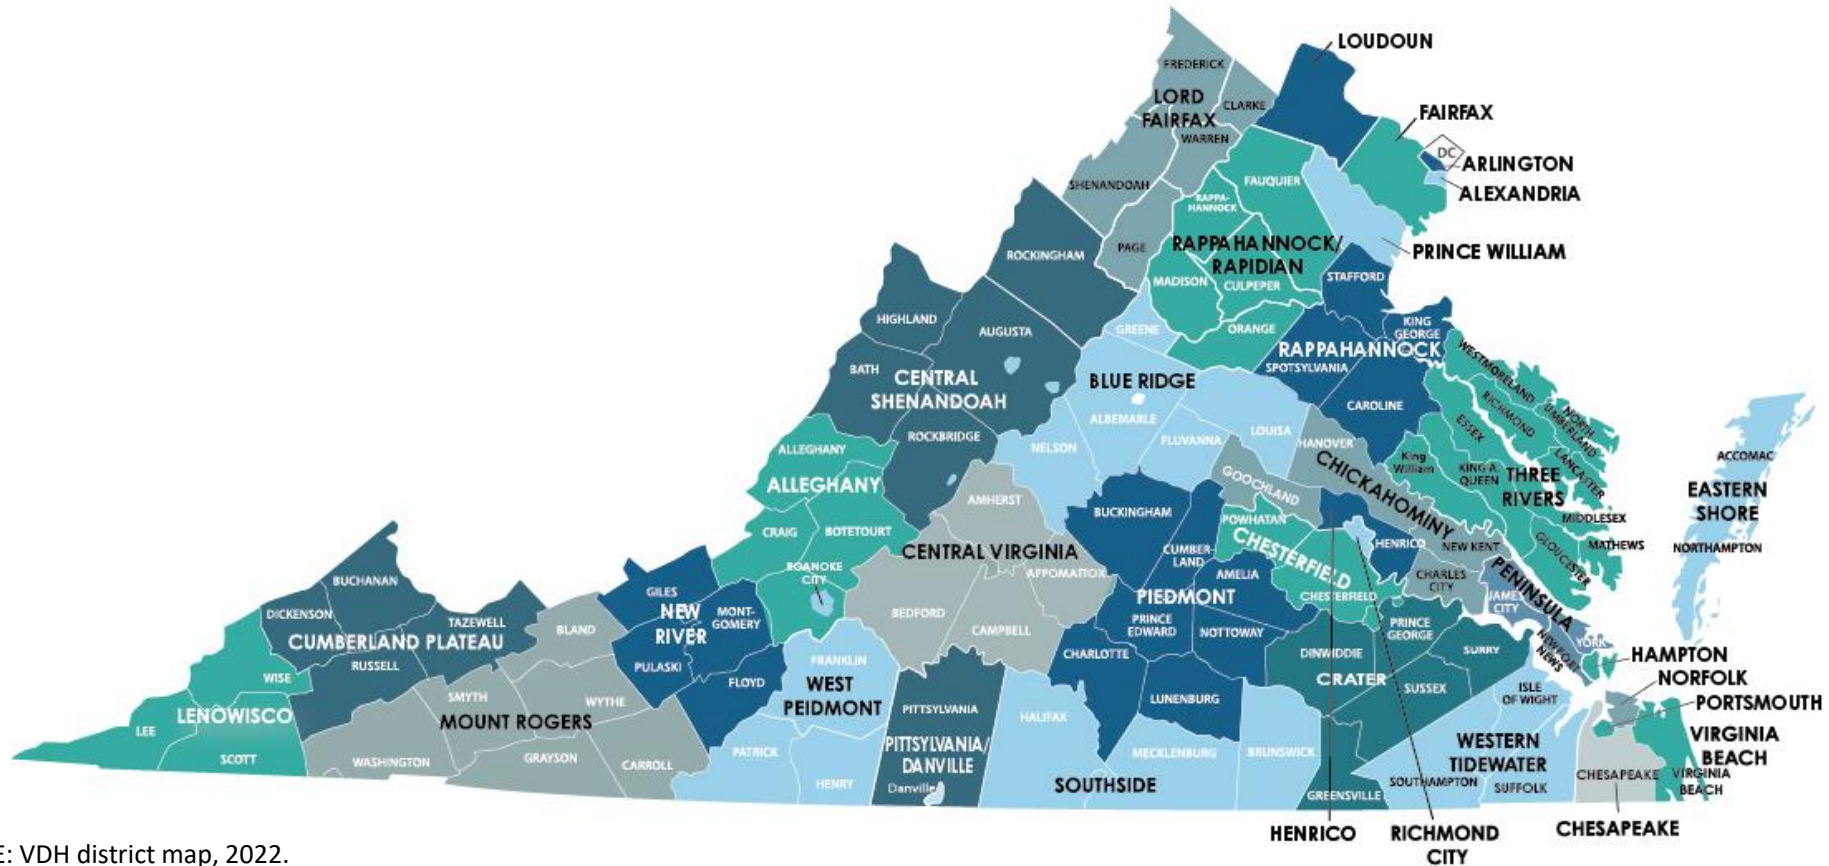 LOUDOUN
FREDERICK
LORD
FAIRFAX
CLARKE
WARREN
FAIRFAX
DC
ARLINGTON
ALEXANDRIA
SHENANDOAH
FAUQUIER
RAPPA-
HANNOCK
PAGE
RAPPAHANNOCK/
RAPIDIAN
PRINCE WILLIAM
ROCKINGHAM
MADISON
CULPEPER
STAFFORD
HIGHLAND
AUGUSTA
GREENE
ORANGE
KING
GEORGE
RAPPAHANNOCK
SPOTSYLVANIA
WESTMORELAND
BATH
CENTRAL
SHENANDOAH
BLUE RIDGE
CAROLINE
RICHMOND
NORTH
UMBERLAND
ALBEMARLE
ESSEX
ROCKBRIDGE
NELSON
FLUVANNA
LOUISA
HANOVER
LANCASTER
ALLEGHANY
ALLEGHANY
King
William
KING A
QUEEN
THREE
RIVERS
ACCOMAC
EASTERN
SHORE
NORTHAMPTON
CHICKAHOMINY
GOOCHLAND
AMHERST
BUCKINGHAM
POWHATAN
MIDDLESEX
MATHEWS
GLOUCESTER
CRAIG
BOTETOURT
CENTRAL VIRGINIA
CUMBER-
LAND
CHESTERFIELD
HENRICO
NEW KENT
ROANOKE
CITY
APPOMATTOX
AMELIA
CHARLES
CITY
PENINSULA
JAMES
CITY
BUCHANAN
DICKENSON
TAZEWELL
CUMBERLAND PLATEAU
RUSSELL
GILES
NEW
RIVER
MONT-
GOMERY
BLAND
PULASKI
FLOYD
BEDFORD
CAMPBELL
PIEDMONT
PRINCE
EDWARD
NOTTOWAY
CHESTERFIELD
PRINCE
GEORGE
DINWIDDIE
SURRY
YORK
NEWPORT
NEWS
HAMPTON
NORFOLK
PORTSMOUTH
VIRGINIA
BEACH
WISE
LENOWISCO
LEE
SCOTT
SMYTH
WYTHE
MOUNT ROGERS
WASHINGTON
GRAYSON
CARROLL
FRANKLIN
WEST
PEIDMONT
PATRICK
HENRY
PITTSYLVANIA
PITTSYLVANIA/
DANVILLE
Danville
CHARLOTTE
LUNENBURG
HALIFAX
MECKLENBURG
BRUNSWICK
SOUTHSIDE
CRATER
SUSSEX
GREENSVILLE
ISLE
OF WIGHT
WESTERN
TIDEWATER
SOUTHAMPTON
SUFFOLK
CHESAPEAKE
VIRGINIA
BEACH
HENRICO
RICHMOND
CITY
CHESAPEAKE
E: VDH district map, 2022.